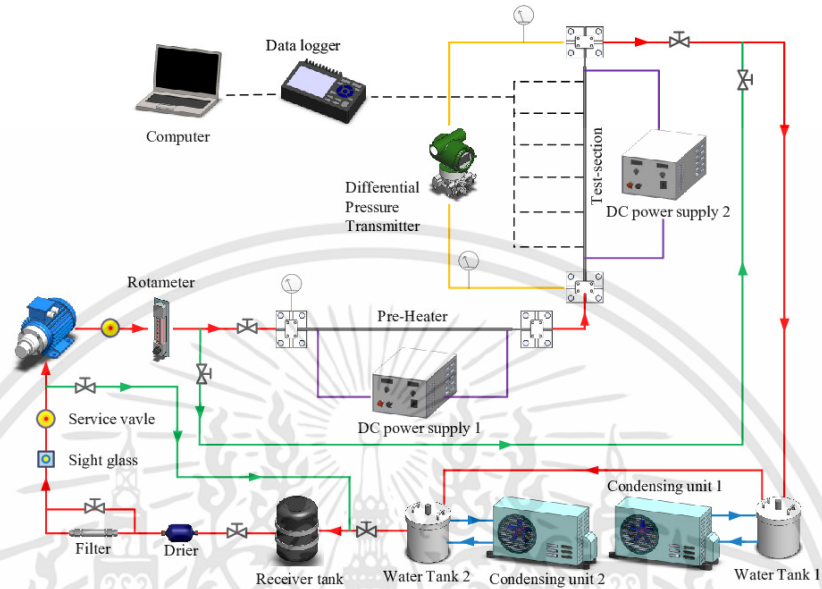 Data logger
Computer
Differential
Pressure
Transmitter
Test-section
DC power supply 2
Rotameter
Pre-Heater
DC power supply 1
Service vavle
Sight glass
Filter
Drier
Receiver tank
Water Tank 2
Condensing unit 2
Condensing unit 1
Water Tank 1